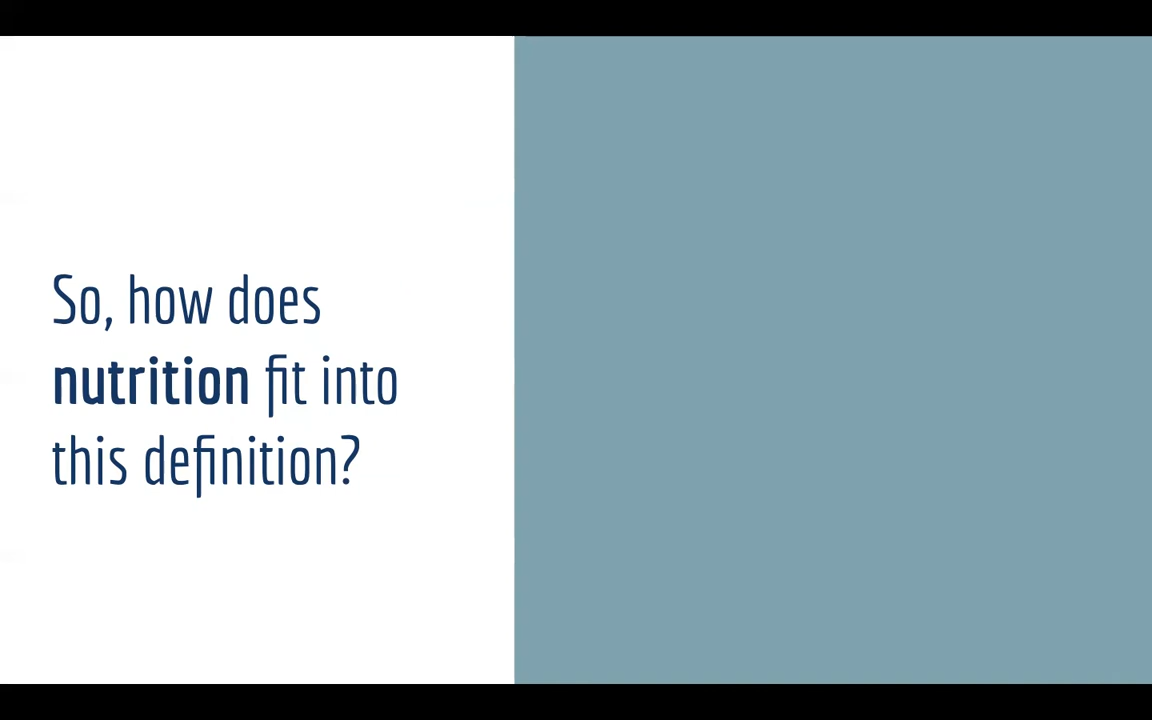 So, how does
nutrition fit into
this definition?